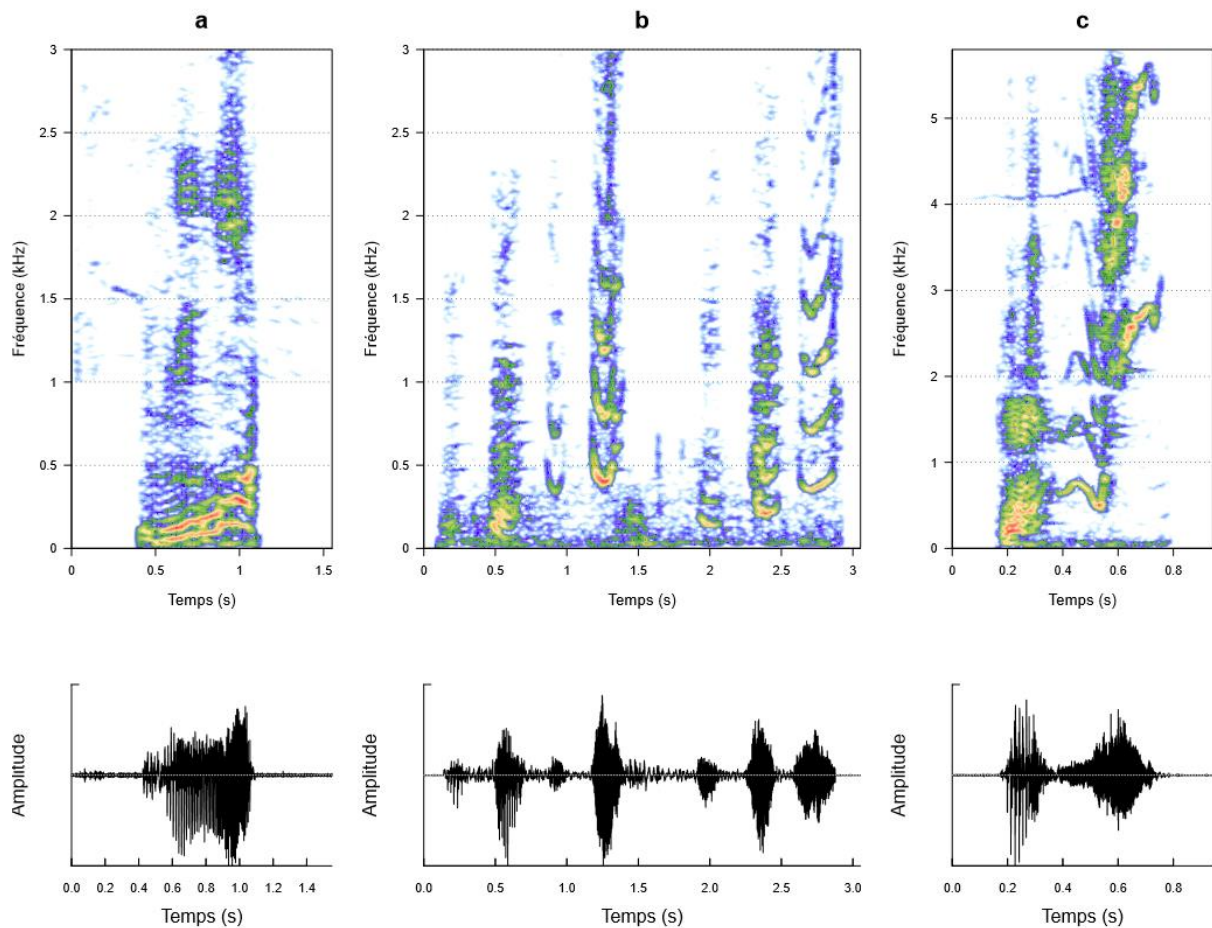 a
b
c
Fréquence (kHz)
3
2.5
2
1.5
1
0.5
0
0 0.5 1 1.5
Temps (s)
Fréquence (kHz)
3
2.5
2
1.5
1
0.5
0
0 0.5 1 1.5 2 2.5 3
Temps (s)
Fréquence (kHz)
5
4
3
2
1
0
0 0.2 0.4 0.6 0.8
Temps (s)
Amplitude
0.0 0.2 0.4 0.6 0.8 1.0 1.2 1.4
Temps (s)
Amplitude
0.0 0.5 1.0 1.5 2.0 2.5 3.0
Temps (s)
Amplitude
0.0 0.2 0.4 0.6 0.8
Temps (s)